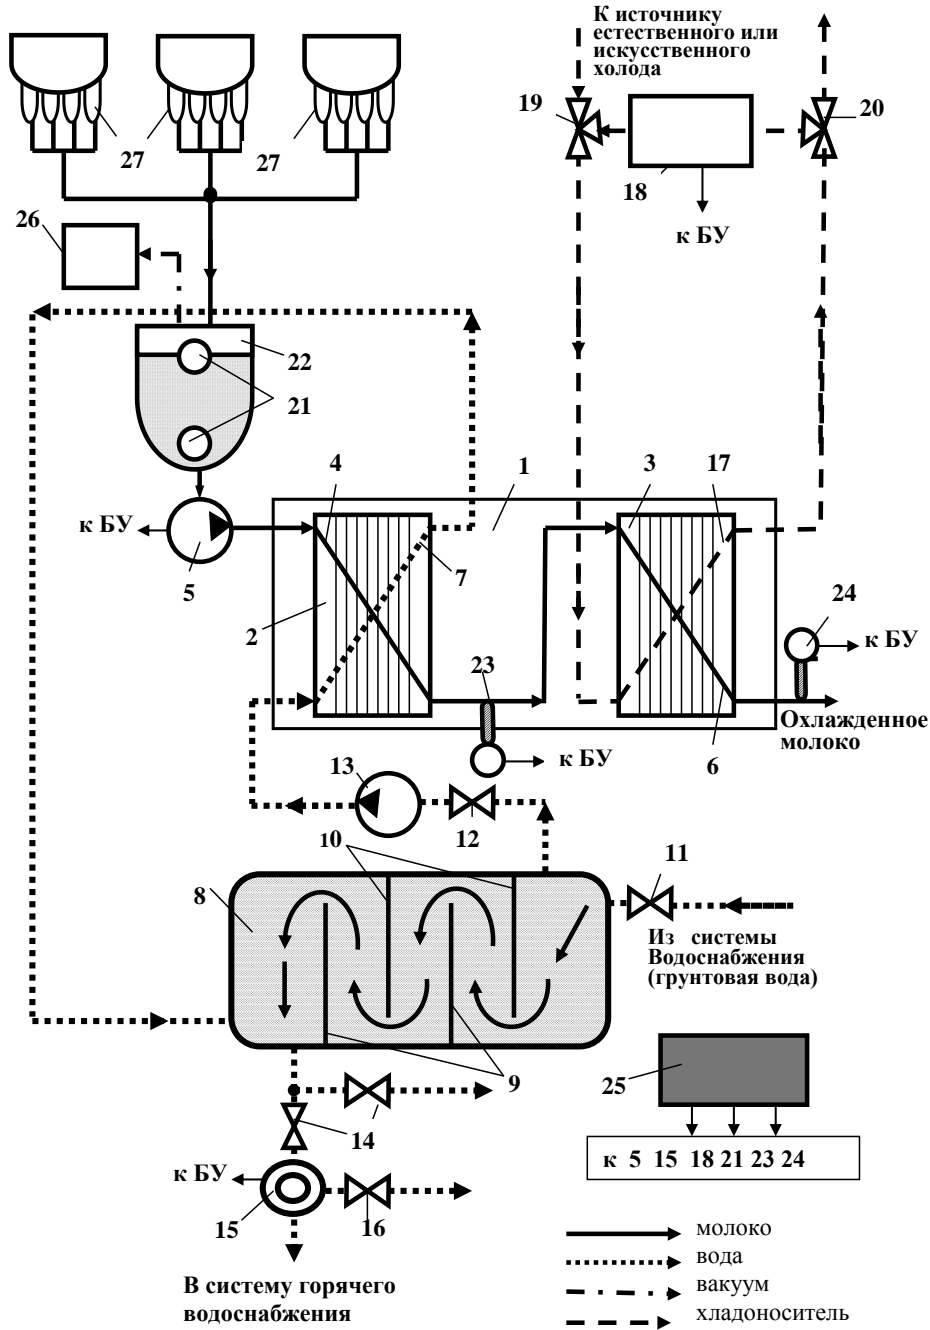 К источнику
естественного или
искусственного
холода
19
20
18
к БУ
27
27
26
22
21
4
1
3
17
к БУ
5
7
2
24
к БУ
23
Охлажденное
молоко
к БУ
6
13
12
10
11
8
Из системы
Водоснабжения
(грунтовая вода)
9
25
14
к 5 15 18 21 23 24
к БУ
15
16
В систему горячего
водоснабжения
молоко
вода
вакуум
хладоноситель